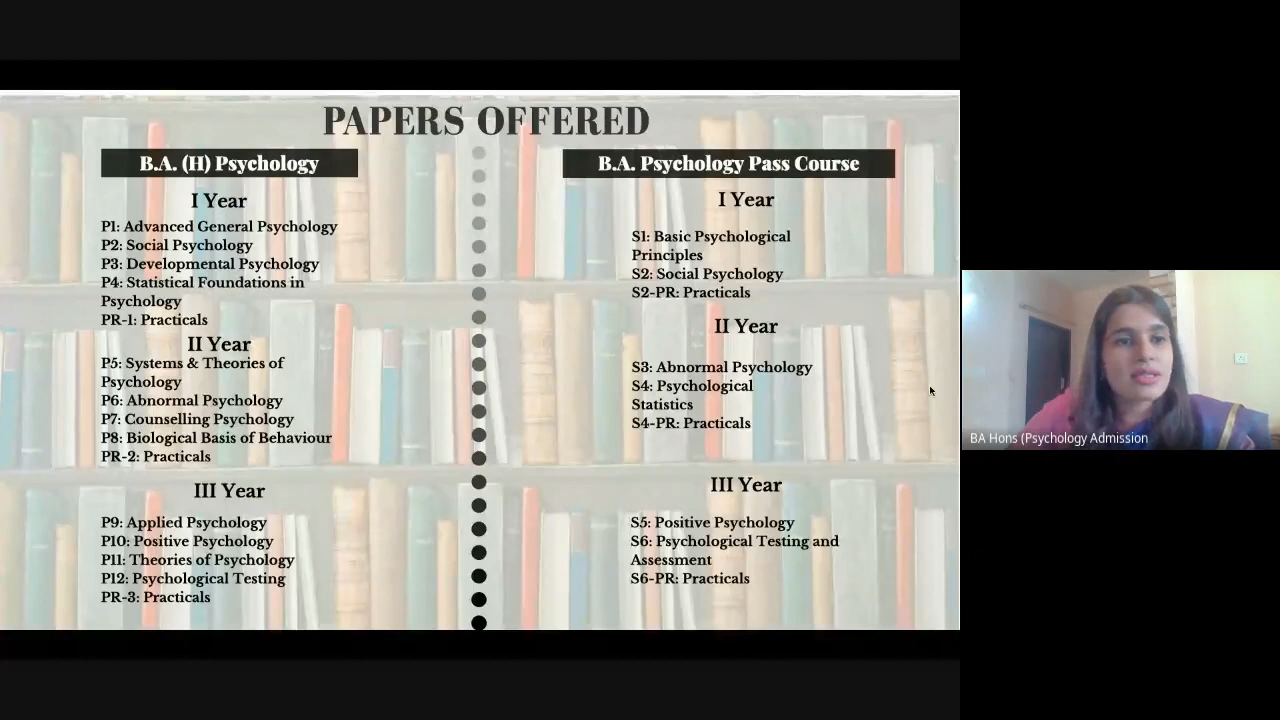 PAPERS OFFERED
B.A. (H) Psychology
I Year
P1: Advanced General Psychology
P2: Social Psychology
P3: Developmental Psychology
P4: Statistical Foundations in
Psychology
PR-1: Practicals
II Year
P5: Systems & Theories of
Psychology
P6: Abnormal Psychology
P7: Counselling Psychology
P8: Biological Basis of Behaviour
PR-2: Practicals
III Year
P9: Applied Psychology
P10: Positive Psychology
P11: Theories of Psychology
P12: Psychological Testing
PR-3: Practicals
B.A. Psychology Pass Course
I Year
S1: Basic Psychological
Principles
S2: Social Psychology
S2-PR: Practicals
II Year
S3: Abnormal Psychology
S4: Psychological
Statistics
S4-PR: Practicals
III Year
S5: Positive Psychology
S6: Psychological Testing and
Assessment
S6-PR: Practicals
BA Hons (Psychology Admission